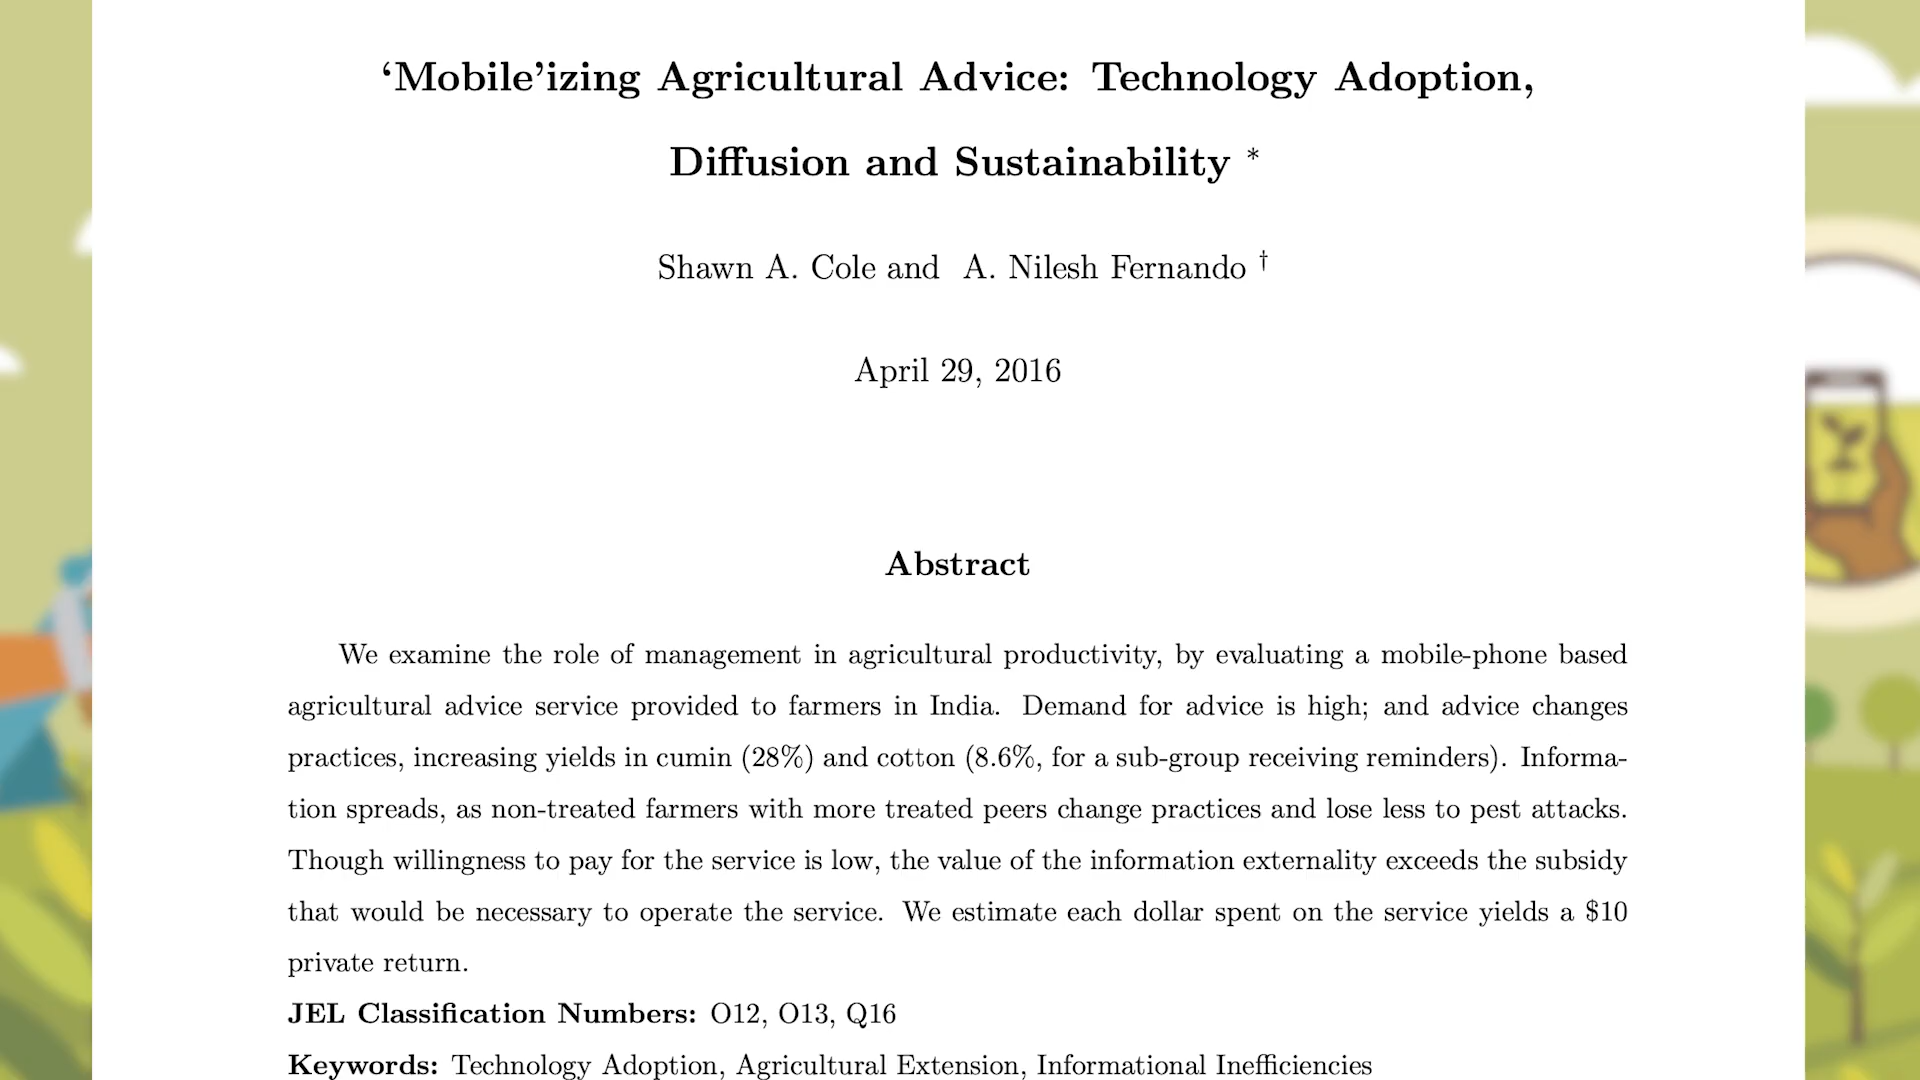 ‘Mobile’izing Agricultural Advice: Technology Adoption,
Diffusion and Sustainability *
Shawn A. Cole and A. Nilesh Fernando †
April 29, 2016
Abstract
We examine the role of management in agricultural productivity, by evaluating a mobile-phone based
agricultural advice service provided to farmers in India. Demand for advice is high; and advice changes
practices, increasing yields in cumin (28%) and cotton (8.6%, for a sub-group receiving reminders). Informa-
tion spreads, as non-treated farmers with more treated peers change practices and lose less to pest attacks.
Though willingness to pay for the service is low, the value of the information externality exceeds the subsidy
that would be necessary to operate the service. We estimate each dollar spent on the service yields a $10
private return.
JEL Classification Numbers: O12, O13, Q16
Keywords: Technology Adoption, Agricultural Extension, Informational Inefficiencies